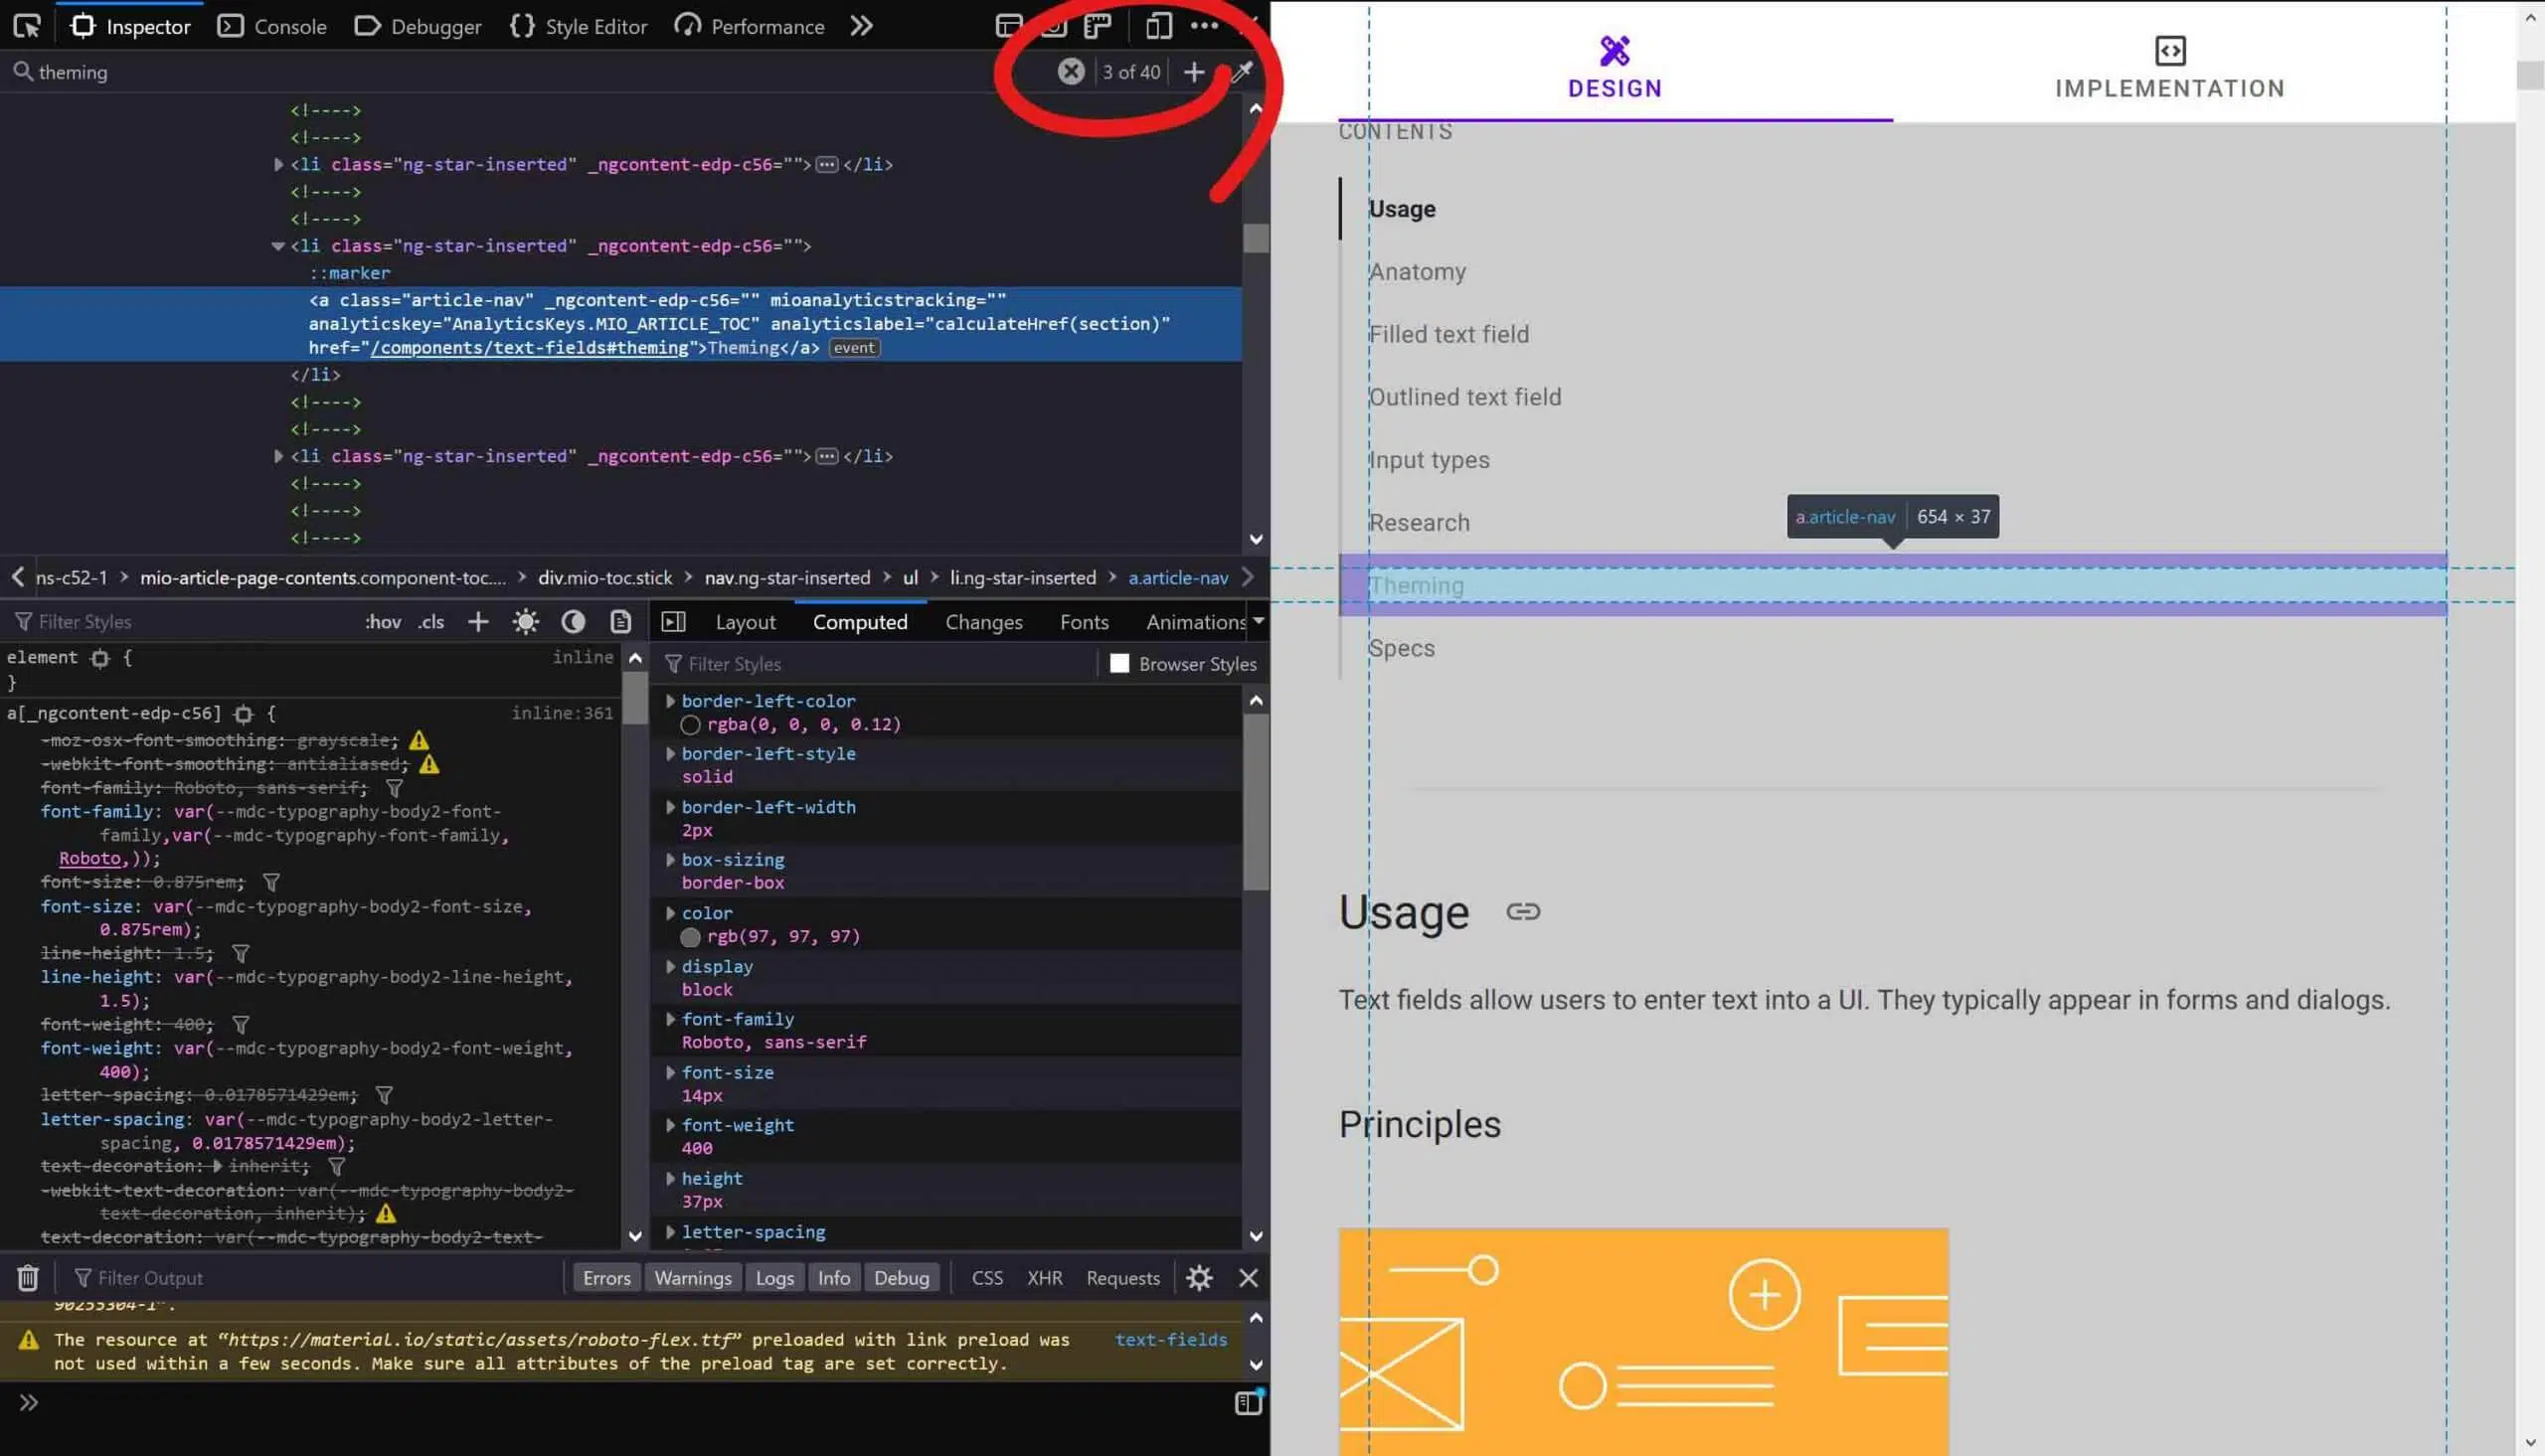 Inspector Console Debugger {} Style Editor Performance
theming
3 of 40
<!---->
<!---->
<li class="ng-star-inserted" _ngcontent-edp-c56="">⋯</li>
<!---->
<!---->
<li class="ng-star-inserted" _ngcontent-edp-c56="">
::marker
<a class="article-nav" _ngcontent-edp-c56="" mioanalyticstracking=""
analyticskey="AnalyticsKeys.MIO_ARTICLE_TOC" analyticslabel="calculateHref(section)"
href="/components/text-fields#theming">Theming</a> event
</li>
<!---->
<!---->
<li class="ng-star-inserted" _ngcontent-edp-c56="">⋯</li>
<!---->
<!---->
<!---->
ns-c52-1 > mio-article-page-contents.component-toc.... > div.mio-toc.stick > nav.ng-star-inserted > ul > li.ng-star-inserted > a.article-nav
Filter Styles :hov .cls
element {
inline
}
a[_ngcontent-edp-c56] {
inline:361
-moz-osx-font-smoothing: grayscale;
-webkit-font-smoothing: antialiased;
font-family: Roboto, sans-serif;
font-family: var(--mdc-typography-body2-font-
family,var(--mdc-typography-font-family,
Roboto,));
font-size: 0.875rem;
font-size: var(--mdc-typography-body2-font-size,
0.875rem);
line-height: 1.5;
line-height: var(--mdc-typography-body2-line-height,
1.5);
font-weight: 400;
font-weight: var(--mdc-typography-body2-font-weight,
400);
letter-spacing: 0.0178571429em;
letter-spacing: var(--mdc-typography-body2-letter-
spacing, 0.0178571429em);
text-decoration: inherit;
-webkit-text-decoration: var(--mdc-typography-body2-
text-decoration, inherit);
text-decoration: var(--mdc-typography-body2-text-
Layout Computed Changes Fonts Animations
Filter Styles Browser Styles
border-left-color
rgba(0, 0, 0, 0.12)
border-left-style
solid
border-left-width
2px
box-sizing
border-box
color
rgb(97, 97, 97)
display
block
font-family
Roboto, sans-serif
font-size
14px
font-weight
400
height
37px
letter-spacing
Filter Output
Errors Warnings Logs Info Debug CSS XHR Requests
90255304-1".
The resource at “https://material.io/static/assets/roboto-flex.ttf” preloaded with link preload was
not used within a few seconds. Make sure all attributes of the preload tag are set correctly.
text-fields
DESIGN
IMPLEMENTATION
CONTENTS
Usage
Anatomy
Filled text field
Outlined text field
Input types
Research
a.article-nav 654 × 37
Theming
Specs
Usage
Text fields allow users to enter text into a UI. They typically appear in forms and dialogs.
Principles